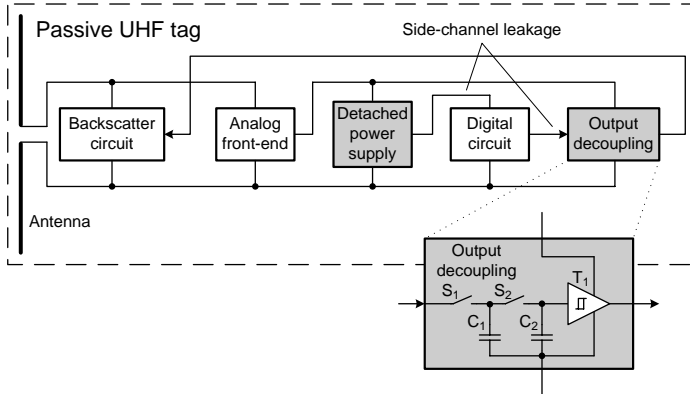 Passive UHF tag
Side-channel leakage
Backscatter
circuit
Analog
front-end
Detached
power
supply
Digital
circuit
Output
decoupling
Antenna
Output
decoupling
T1
S1
S2
C1
C2